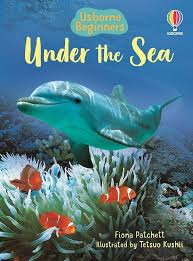 Usborne
Beginners
USBORNE
Under the Sea
Fiona Patchett
Illustrated by Tetsuo Kushii